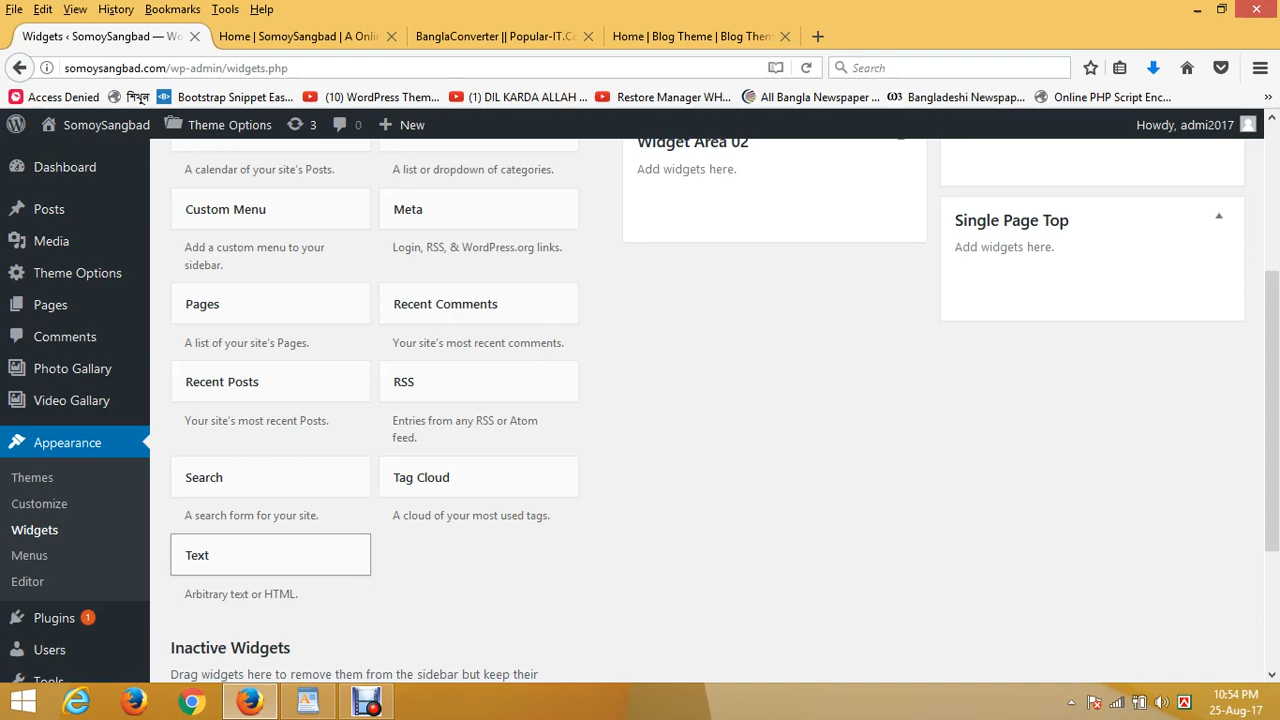 File Edit View History Bookmarks Tools Help
Widgets ‹ SomoySangbad — Wo
Home | SomoySangbad | A Onli
BanglaConverter || Popular-IT.Co
Home | Blog Theme | Blog Them
somoysangbad.com/wp-admin/widgets.php
Search
Access Denied
শিখুন
Bootstrap Snippet Eas...
(10) WordPress Them...
(1) DIL KARDA ALLAH ...
Restore Manager WH...
All Bangla Newspaper ...
Bangladeshi Newspap...
Online PHP Script Enc...
SomoySangbad
Theme Options
3
0
New
Howdy, admi2017
Dashboard
Posts
Media
Theme Options
Pages
Comments
Photo Gallary
Video Gallary
Appearance
Themes
Customize
Widgets
Menus
Editor
Plugins 1
Users
Tools
A calendar of your site's Posts.
A list or dropdown of categories.
Custom Menu
Meta
Add a custom menu to your
sidebar.
Login, RSS, & WordPress.org links.
Pages
Recent Comments
A list of your site's Pages.
Your site's most recent comments.
Recent Posts
RSS
Your site's most recent Posts.
Entries from any RSS or Atom
feed.
Search
Tag Cloud
A search form for your site.
A cloud of your most used tags.
Text
Arbitrary text or HTML.
Inactive Widgets
Drag widgets here to remove them from the sidebar but keep their
Widget Area 02
Add widgets here.
Single Page Top
Add widgets here.
10:54 PM
25-Aug-17